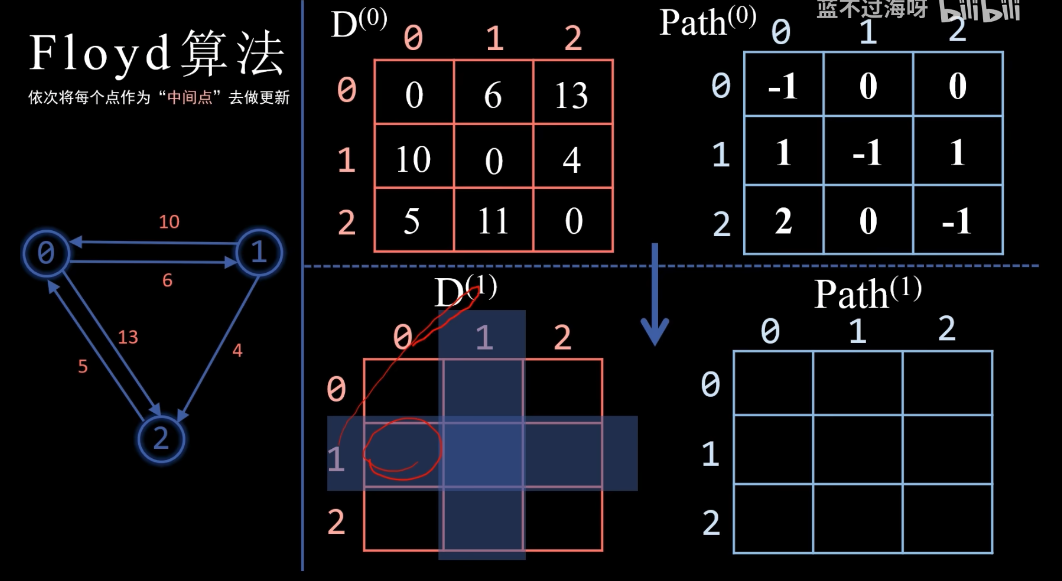 蓝不过海呀 bilibili
Floyd算法
依次将每个点作为“中间点”去做更新
D(0)
0 1 2
0 0 6 13
1 10 0 4
2 5 11 0
Path(0)
0 1 2
0 -1 0 0
1 1 -1 1
2 2 0 -1
10
0 1
6
13
5 4
2
D(1)
0 1 2
0
1
2
Path(1)
0 1 2
0
1
2